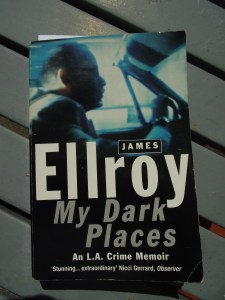 JAMES
Ellroy
My Dark
Places
An L.A. Crime Memoir
'Stunning... extraordinary' Nicci Gerrard, Observer